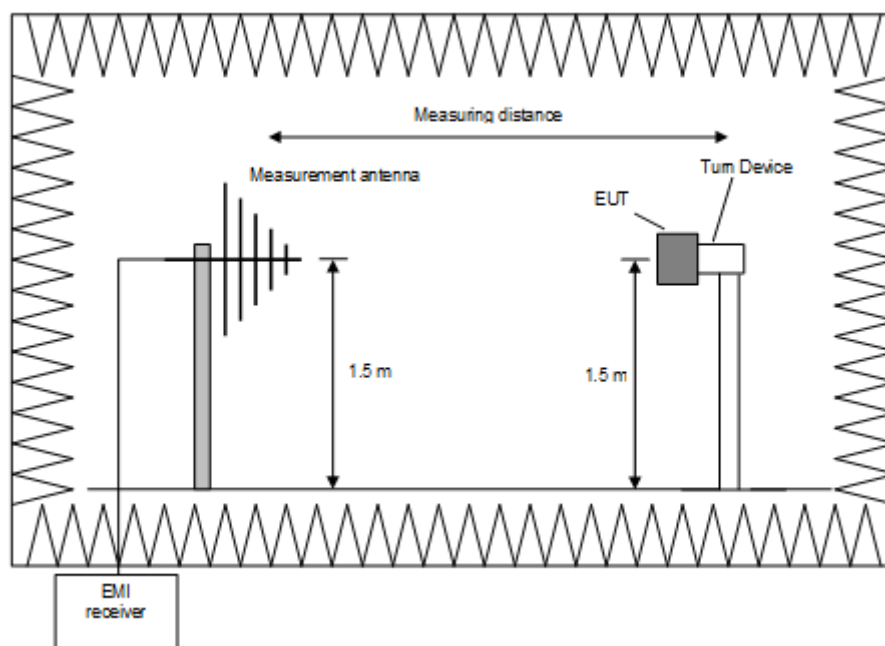 Measuring distance
Measurement antenna
Turn Device
EUT
1.5 m
1.5 m
EMI
receiver